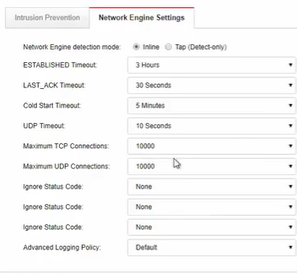 Intrusion Prevention Network Engine Settings
Network Engine detection mode: Inline Tap (Detect-only)
ESTABLISHED Timeout: 3 Hours
LAST_ACK Timeout: 30 Seconds
Cold Start Timeout: 5 Minutes
UDP Timeout: 10 Seconds
Maximum TCP Connections: 10000
Maximum UDP Connections: 10000
Ignore Status Code: None
Ignore Status Code: None
Ignore Status Code: None
Advanced Logging Policy: Default